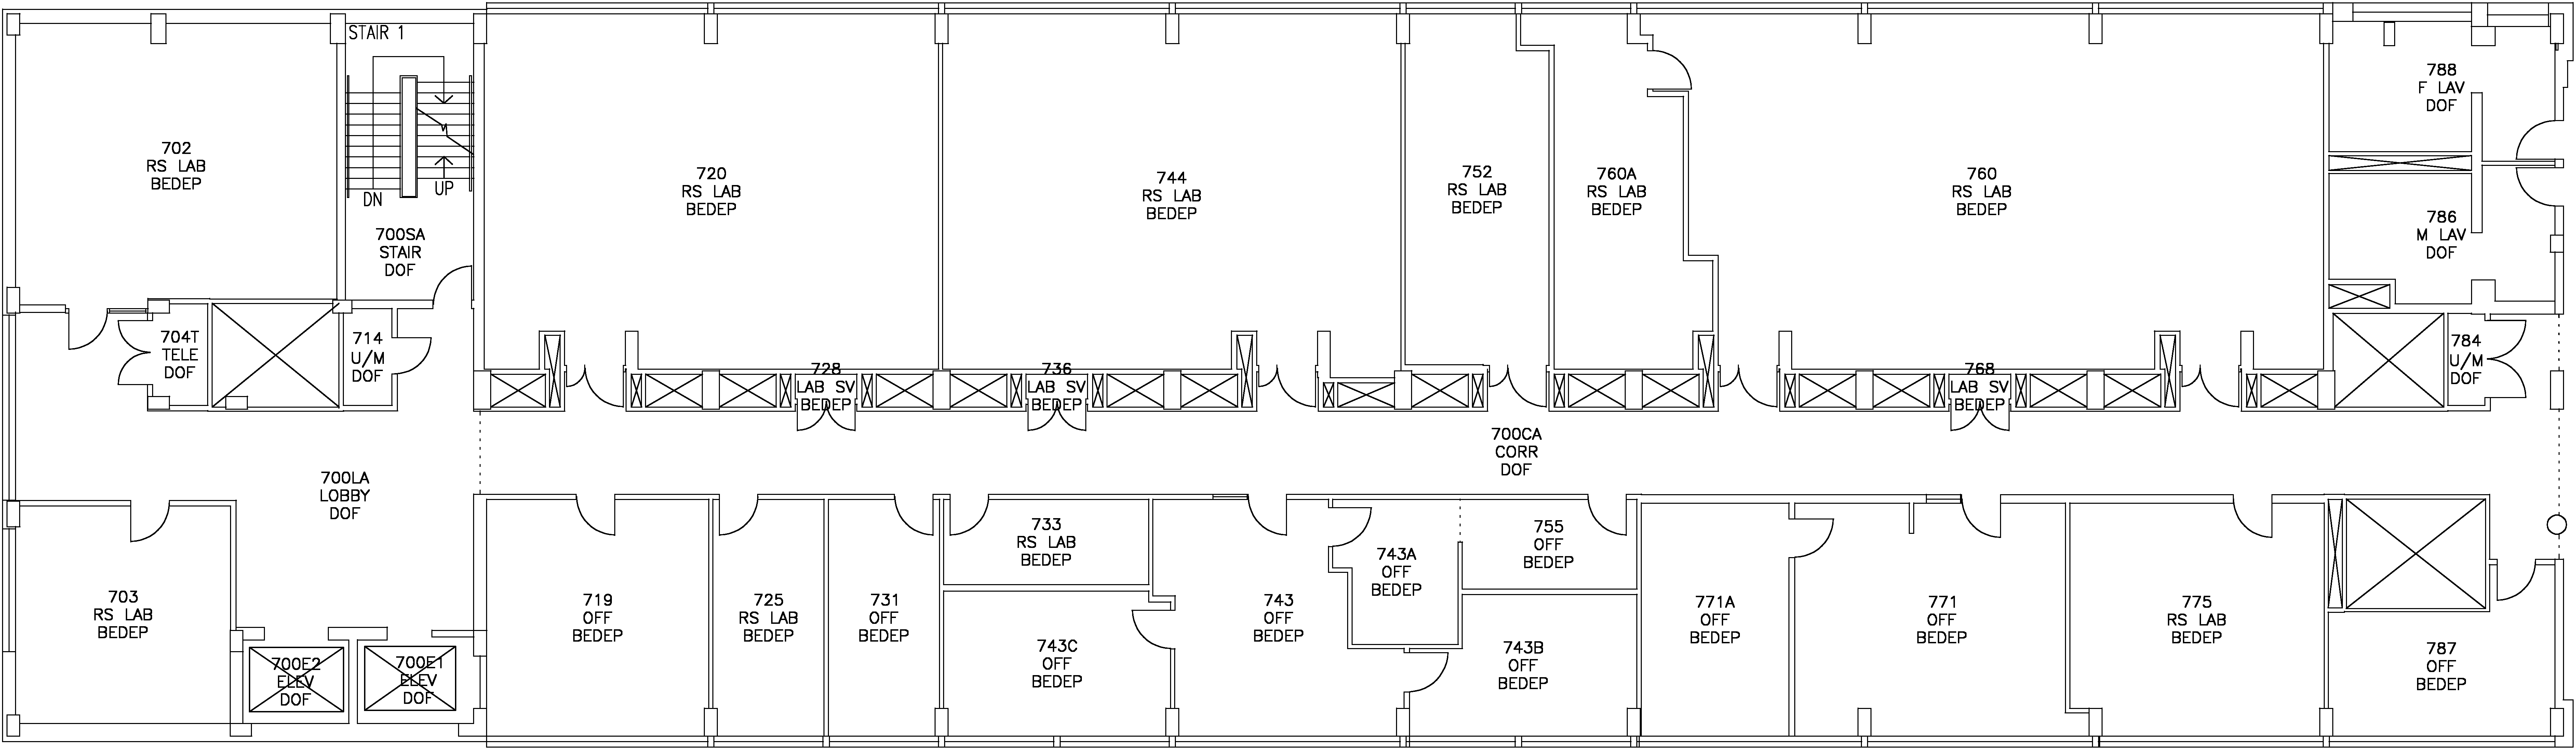 STAIR 1
702
RS LAB
BEDEP
DN
UP
700SA
STAIR
DOF
720
RS LAB
BEDEP
744
RS LAB
BEDEP
752
RS LAB
BEDEP
760A
RS LAB
BEDEP
760
RS LAB
BEDEP
788
F LAV
DOF
786
M LAV
DOF
704T
TELE
DOF
714
U/M
DOF
728
LAB SV
BEDEP
736
LAB SV
BEDEP
768
LAB SV
BEDEP
784
U/M
DOF
700CA
CORR
DOF
700LA
LOBBY
DOF
703
RS LAB
BEDEP
700E2
ELEV
DOF
700E1
ELEV
DOF
719
OFF
BEDEP
725
RS LAB
BEDEP
731
OFF
BEDEP
733
RS LAB
BEDEP
743C
OFF
BEDEP
743
OFF
BEDEP
743A
OFF
BEDEP
755
OFF
BEDEP
743B
OFF
BEDEP
771A
OFF
BEDEP
771
OFF
BEDEP
775
RS LAB
BEDEP
787
OFF
BEDEP